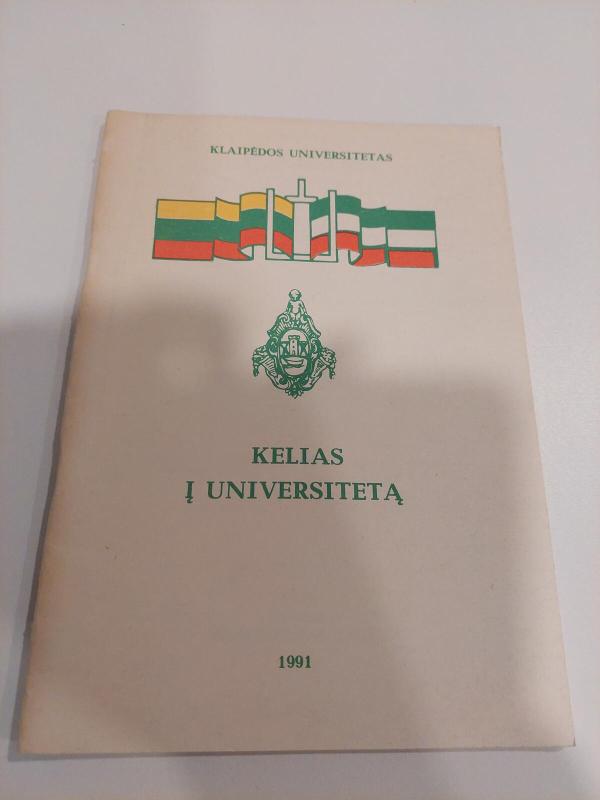 KLAIPĖDOS UNIVERSITETAS
KELIAS
Į UNIVERSITETĄ
1991